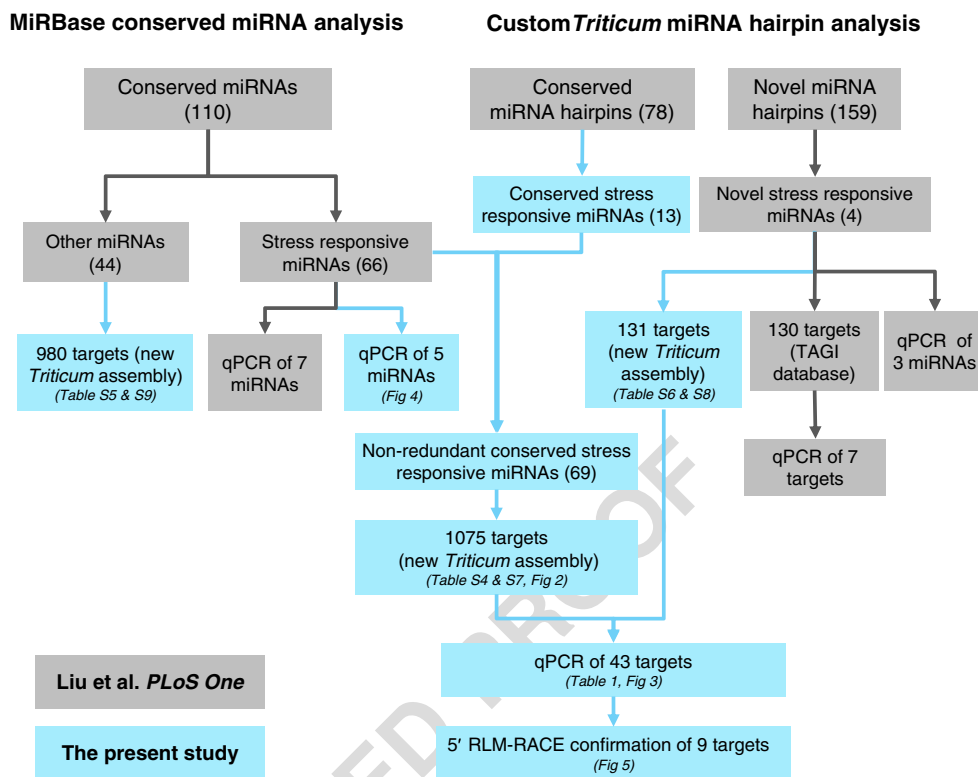 MiRBase conserved miRNA analysis
Custom Triticum miRNA hairpin analysis
Conserved miRNAs
(110)
Conserved
miRNA hairpins (78)
Novel miRNA
hairpins (159)
Conserved stress
responsive miRNAs (13)
Novel stress responsive
miRNAs (4)
Other miRNAs
(44)
Stress responsive
miRNAs (66)
980 targets (new
Triticum assembly)
(Table S5 & S9)
qPCR of 7
miRNAs
qPCR of 5
miRNAs
(Fig 4)
131 targets
(new Triticum
assembly)
(Table S6 & S8)
130 targets
(TAGI
database)
qPCR of
3 miRNAs
Non-redundant conserved stress
responsive miRNAs (69)
qPCR of 7
targets
1075 targets
(new Triticum assembly)
(Table S4 & S7, Fig 2)
qPCR of 43 targets
(Table 1, Fig 3)
5′ RLM-RACE confirmation of 9 targets
(Fig 5)
Liu et al. PLoS One
The present study
ED PROOF